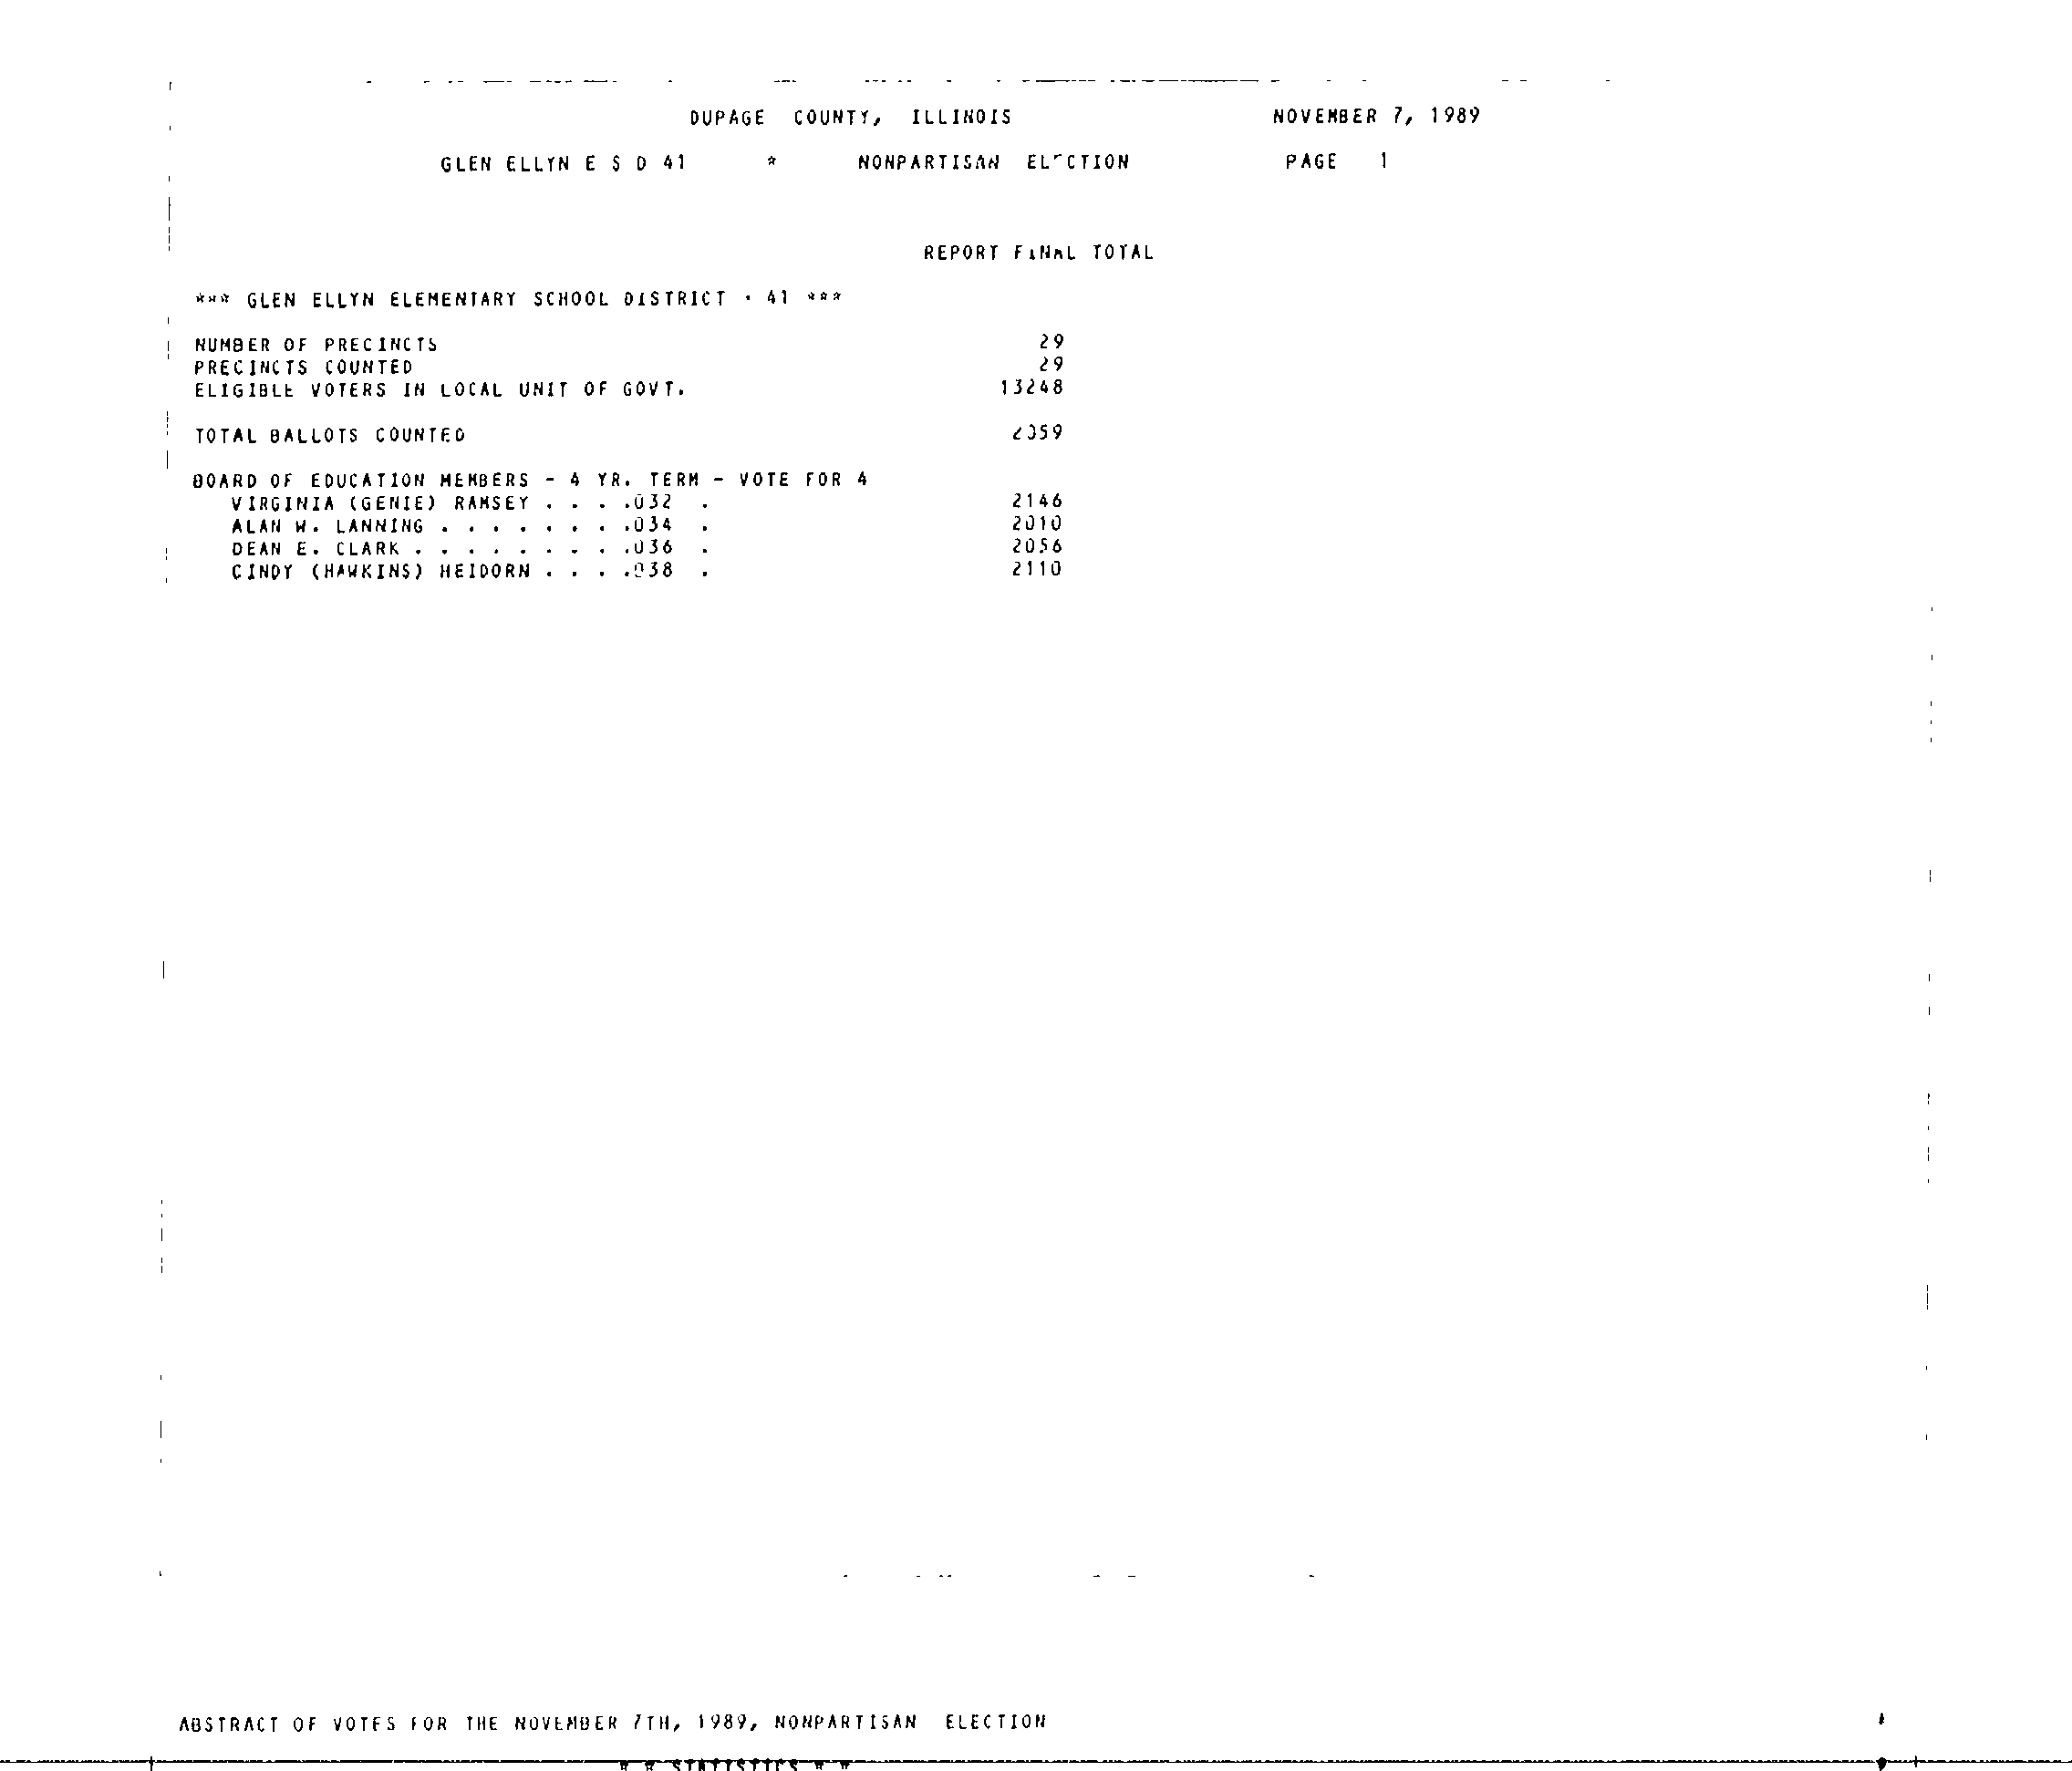 DUPAGE COUNTY, ILLINOIS NOVEMBER 7, 1989
GLEN ELLYN E S D 41 * NONPARTISAN ELECTION PAGE 1
REPORT FINAL TOTAL
*** GLEN ELLYN ELEMENTARY SCHOOL DISTRICT - 41 ***
NUMBER OF PRECINCTS 29
PRECINCTS COUNTED 29
ELIGIBLE VOTERS IN LOCAL UNIT OF GOVT. 13248
TOTAL BALLOTS COUNTED
BOARD OF EDUCATION MEMBERS - 4 YR. TERM - VOTE FOR 4
VIRGINIA (GENIE) RAMSEY . . . .032 . 2146
ALAN W. LANNING . . . . . . . .034 . 2010
DEAN E. CLARK . . . . . . . . .036 . 2056
CINDY (HAWKINS) HEIDORN . . . .038 . 2110
ABSTRACT OF VOTES FOR THE NOVEMBER 7TH, 1989, NONPARTISAN ELECTION
* * STATISTICS * *